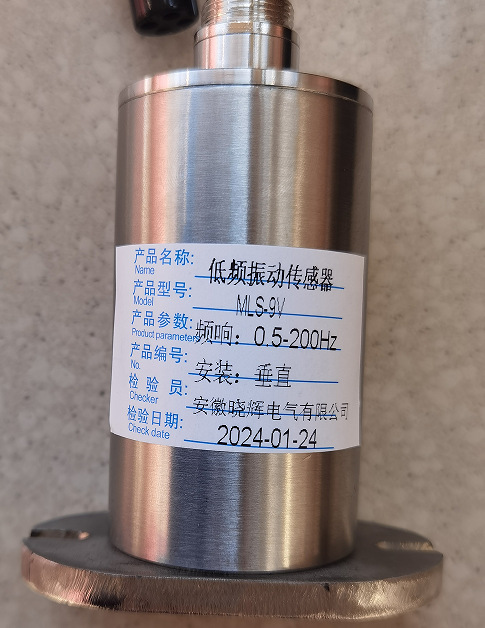 产品名称: 低频振动传感器
Name
产品型号: MLS-9V
Model
产品参数: 频响: 0.5-200Hz
Product parameters
产品编号: 安装: 垂直
No.
检 验 员: 安徽晓辉电气有限公司
Checker
检验日期: 2024-01-24
Check date